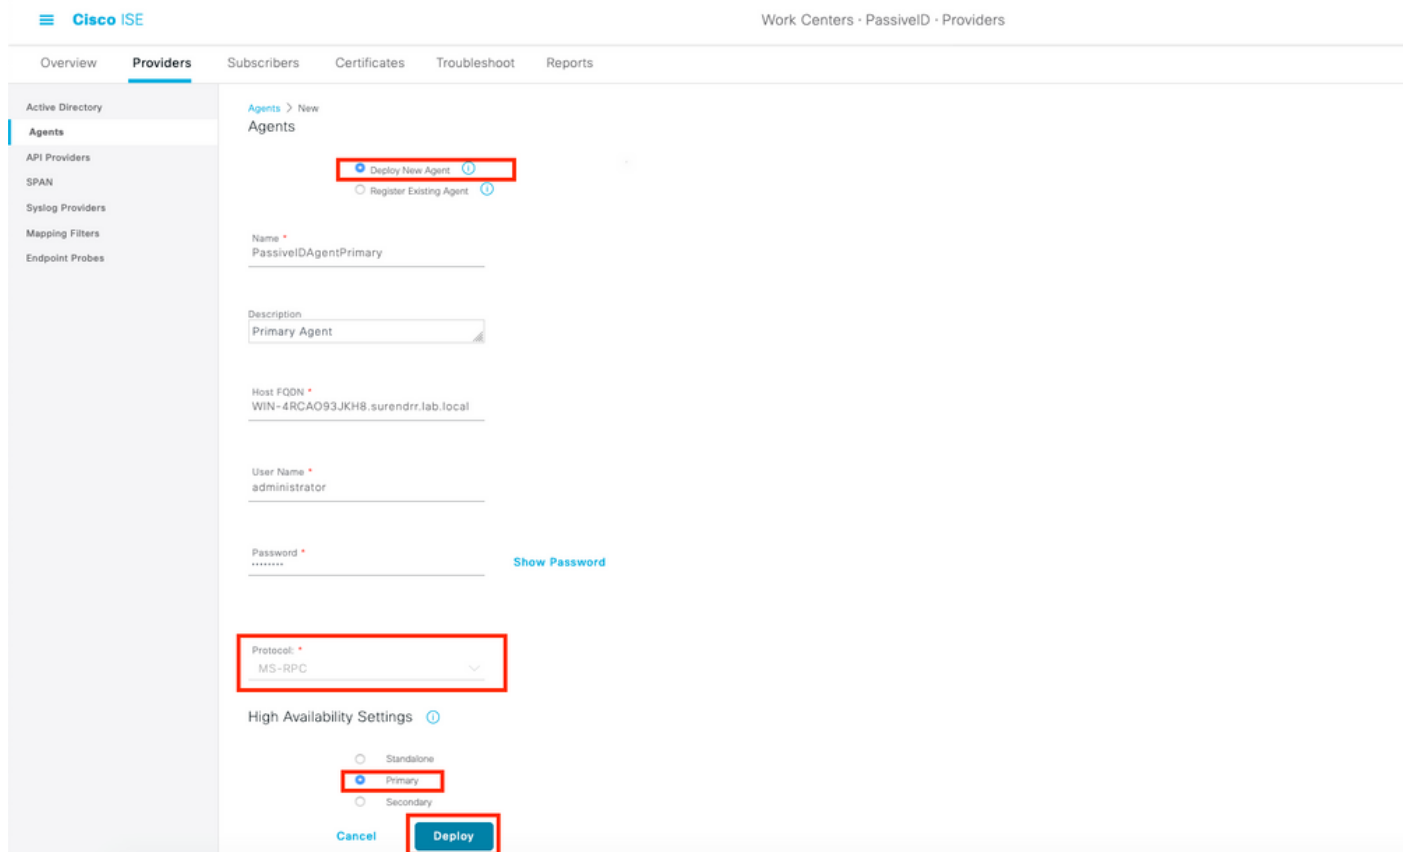 Cisco ISE
Work Centers · PassiveID · Providers
Overview Providers Subscribers Certificates Troubleshoot Reports
Active Directory
Agents
API Providers
SPAN
Syslog Providers
Mapping Filters
Endpoint Probes
Agents > New
Agents
Deploy New Agent
Register Existing Agent
Name *
PassiveIDAgentPrimary
Description
Primary Agent
Host FQDN *
WIN-4RCAO93JKH8.surendrr.lab.local
User Name *
administrator
Password *
········
Show Password
Protocol: *
MS-RPC
High Availability Settings
Standalone
Primary
Secondary
Cancel Deploy